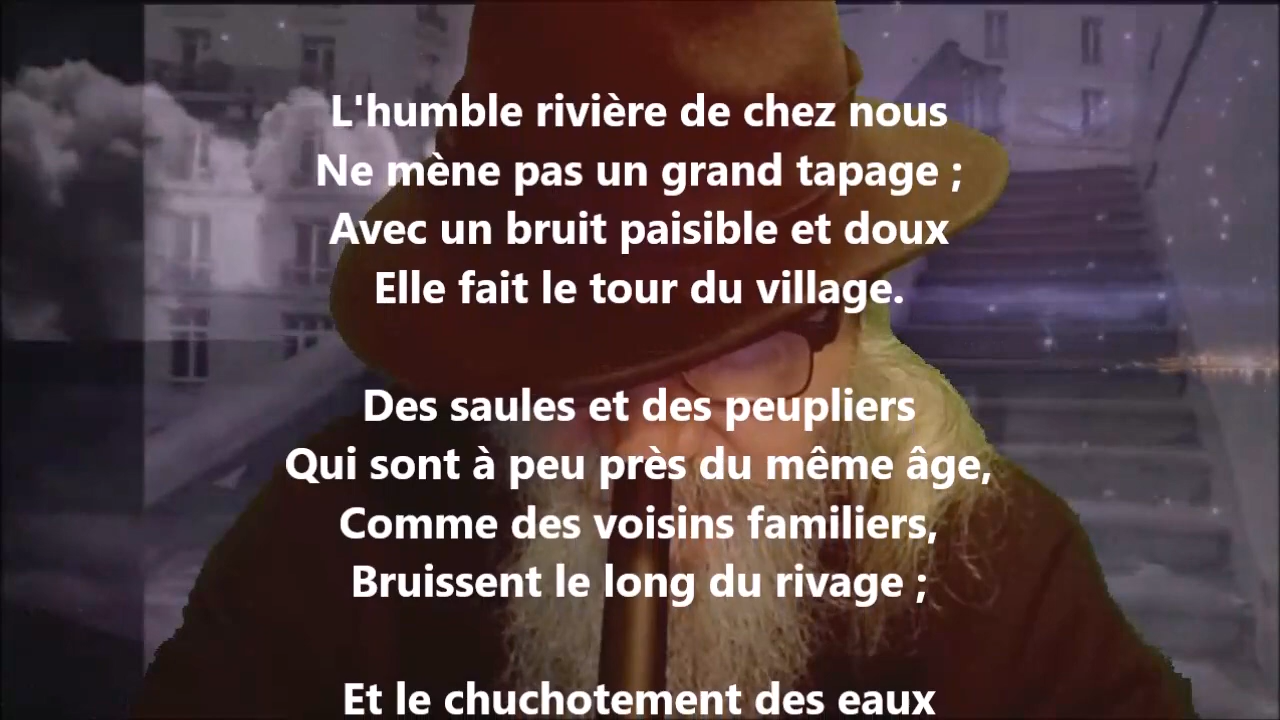 L'humble rivière de chez nous
Ne mène pas un grand tapage ;
Avec un bruit paisible et doux
Elle fait le tour du village.
Des saules et des peupliers
Qui sont à peu près du même âge,
Comme des voisins familiers,
Bruissent le long du rivage ;
Et le chuchotement des eaux